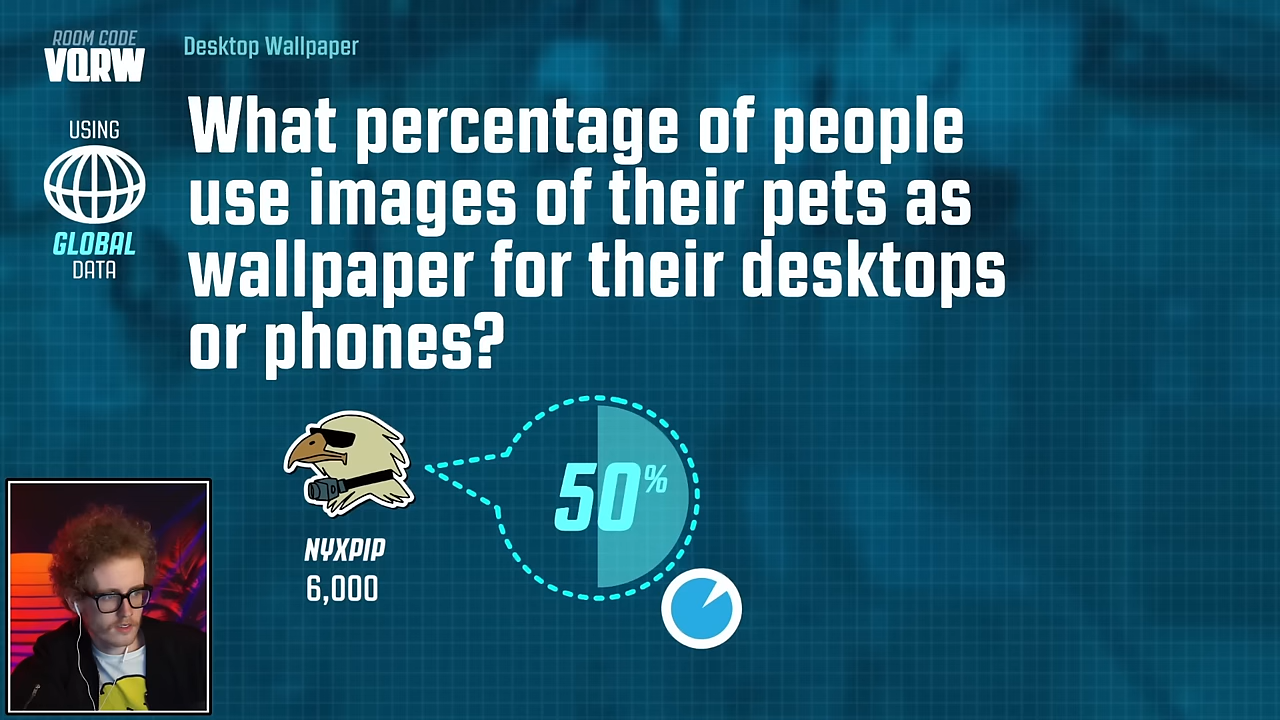 ROOM CODE
VQRW
Desktop Wallpaper
USING
GLOBAL
DATA
What percentage of people
use images of their pets as
wallpaper for their desktops
or phones?
50%
NYXPIP
6,000